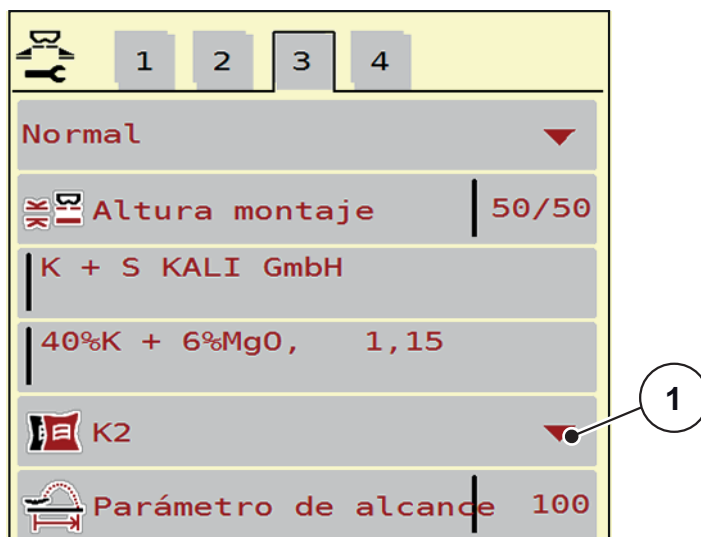 1 2 3 4
Normal
Altura montaje 50/50
K + S KALI GmbH
40%K + 6%MgO, 1,15
K2
1
Parámetro de alcance 100